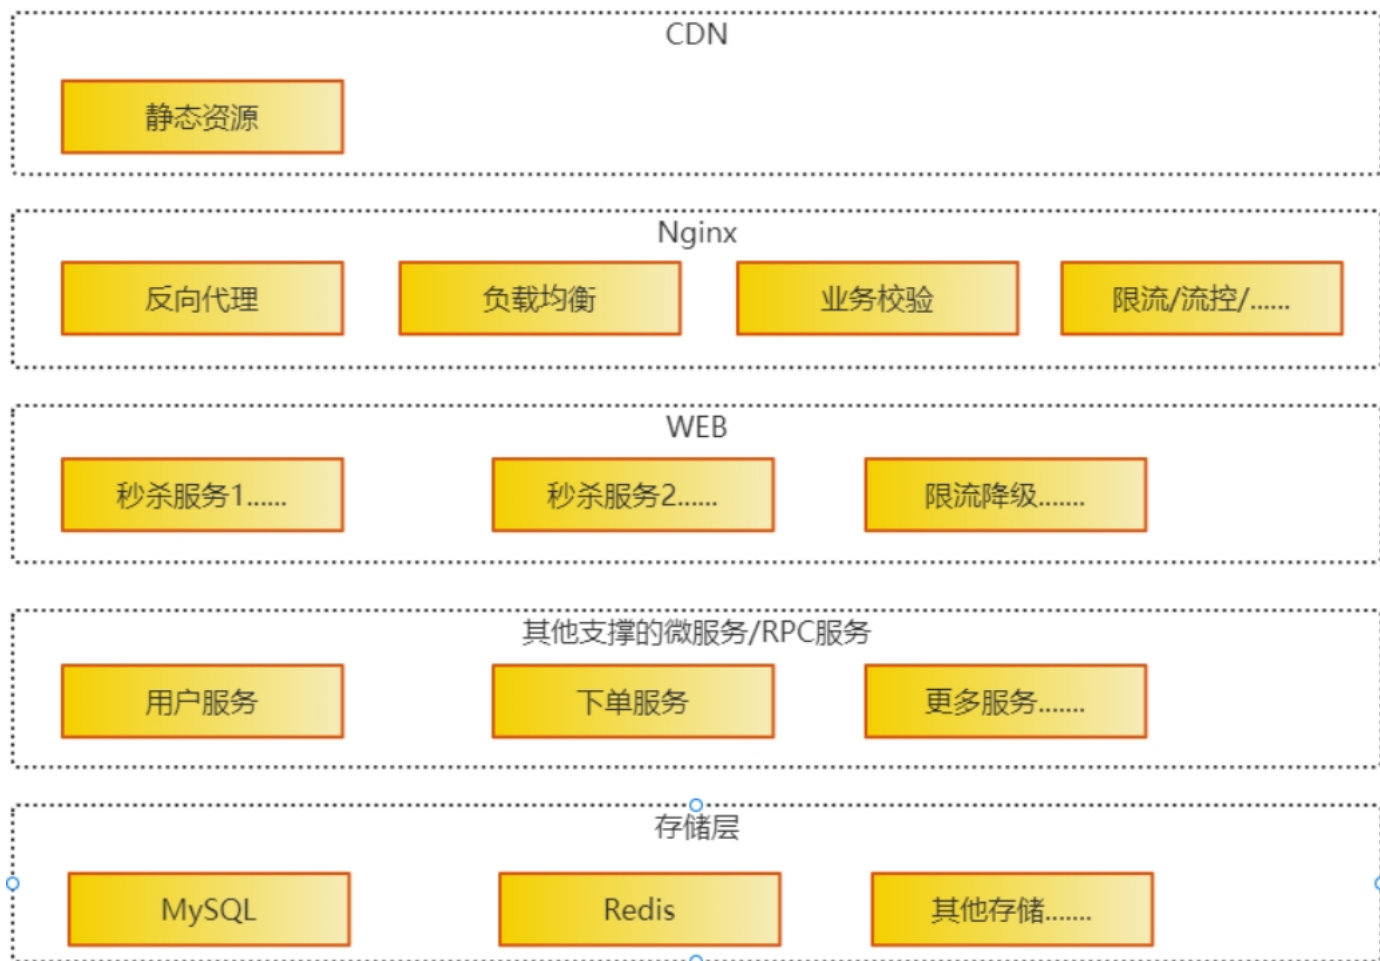 CDN
静态资源
Nginx
反向代理 负载均衡 业务校验 限流/流控/......
WEB
秒杀服务1...... 秒杀服务2...... 限流降级.......
其他支撑的微服务/RPC服务
用户服务 下单服务 更多服务.......
存储层
MySQL Redis 其他存储.......